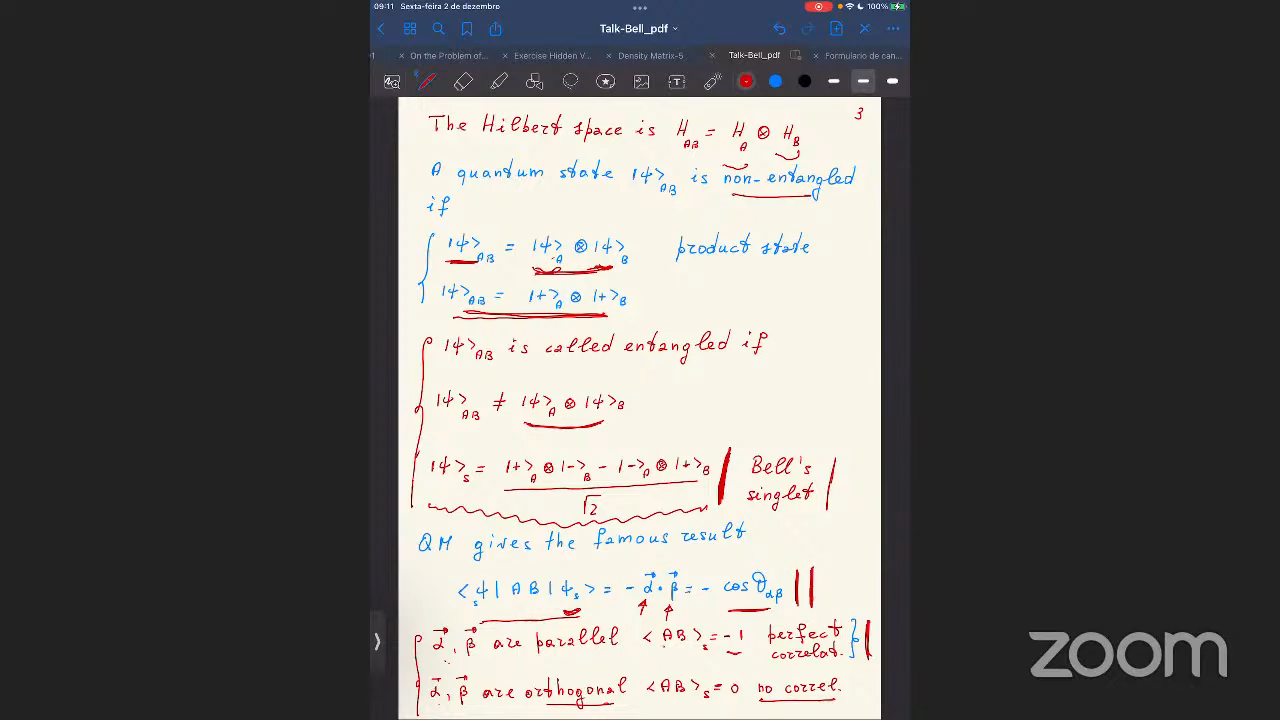 09:11 Sexta-feira 2 de dezembro
100%
Talk-Bell_pdf
On the Problem of...
Exercise Hidden V...
Density Matrix-5
Talk-Bell_pdf
Formulario de can...
3
The Hilbert space is H_AB = H_A ⊗ H_B
A quantum state |ψ>_AB is non-entangled
if
|ψ>_AB = |ψ>_A ⊗ |ψ>_B product state
|ψ>_AB = |+>_A ⊗ |+>_B
|ψ>_AB is called entangled if
|ψ>_AB ≠ |ψ>_A ⊗ |ψ>_B
|ψ>_s = |+>_A ⊗ |->_B - |->_A ⊗ |+>_B Bell's
√2 singlet
QM gives the famous result
<ψ_s| AB |ψ_s> = - α⃗ · β⃗ = - cos θ_αβ
α⃗, β⃗ are parallel <AB>_s = -1 perfect
correlat.
α⃗, β⃗ are orthogonal <AB>_s = 0 no correl.
zoom